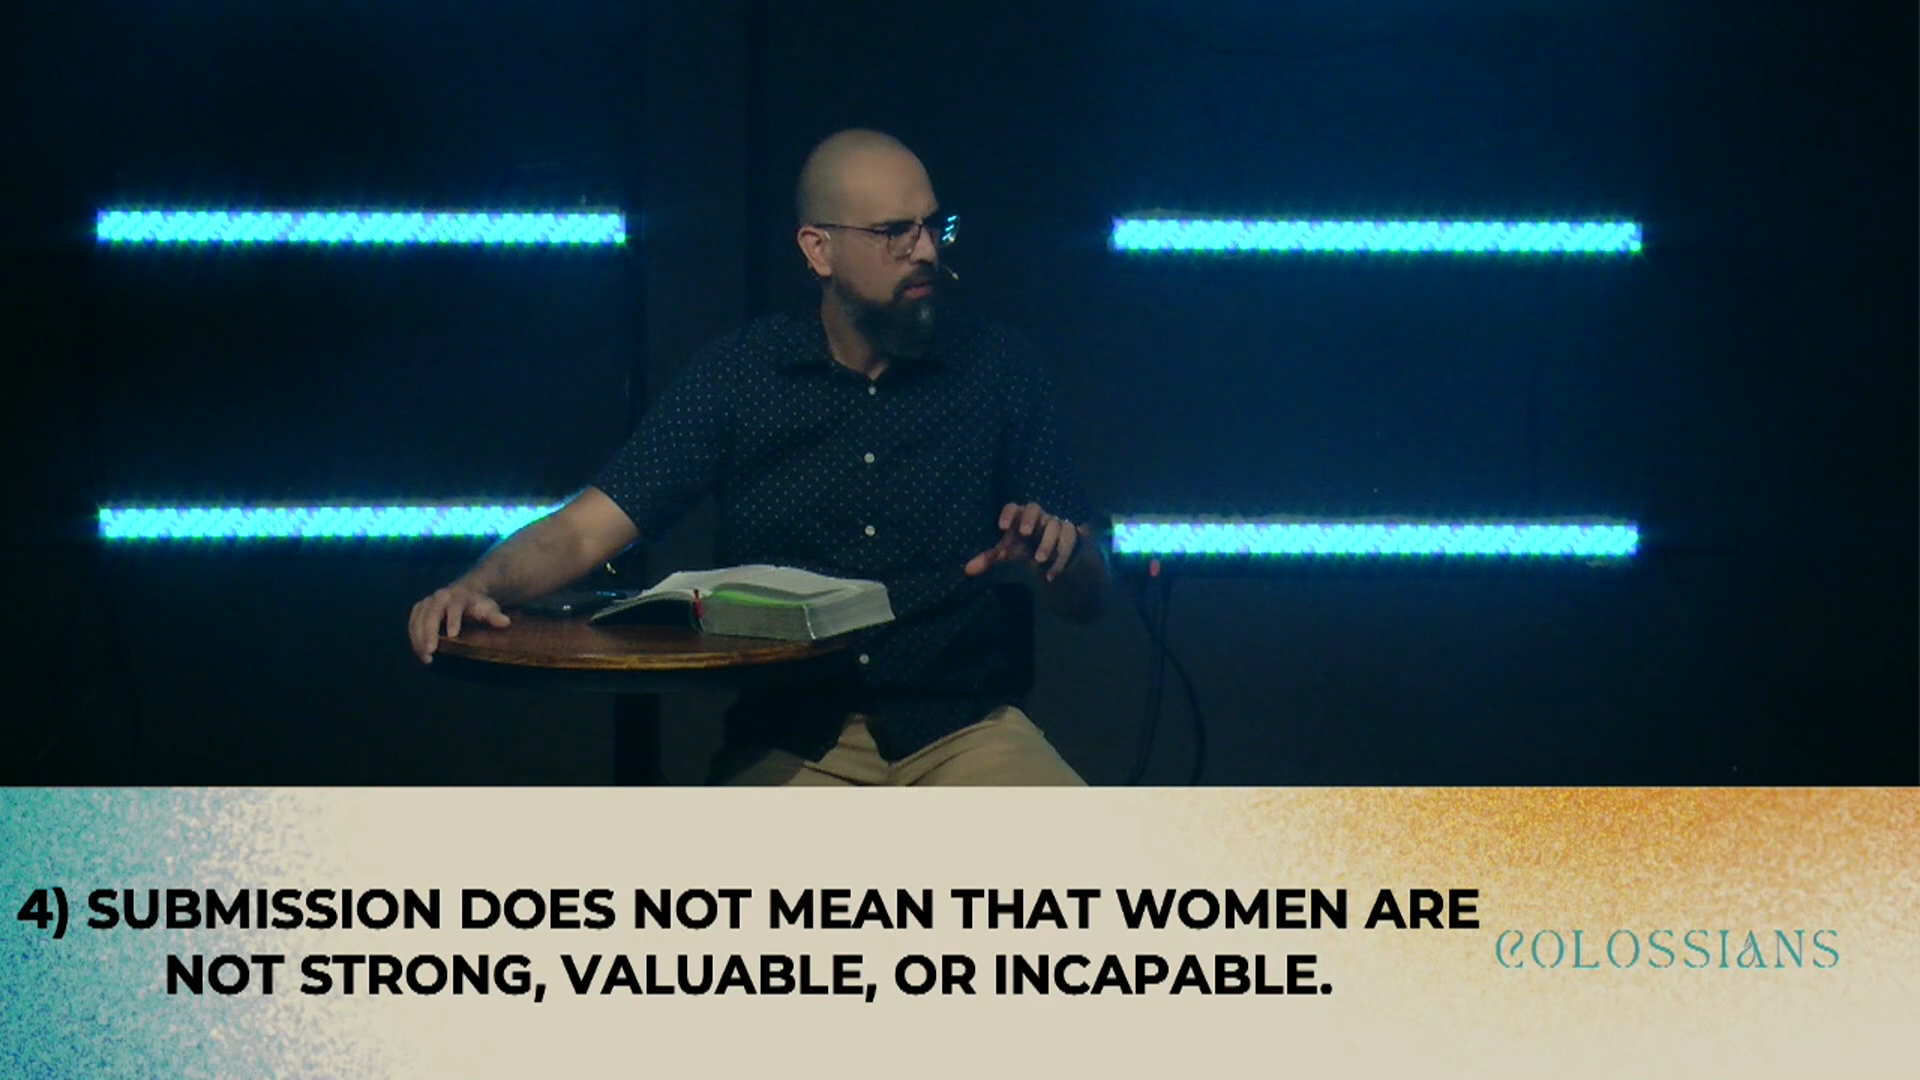 4) SUBMISSION DOES NOT MEAN THAT WOMEN ARE
NOT STRONG, VALUABLE, OR INCAPABLE.
COLOSSIANS